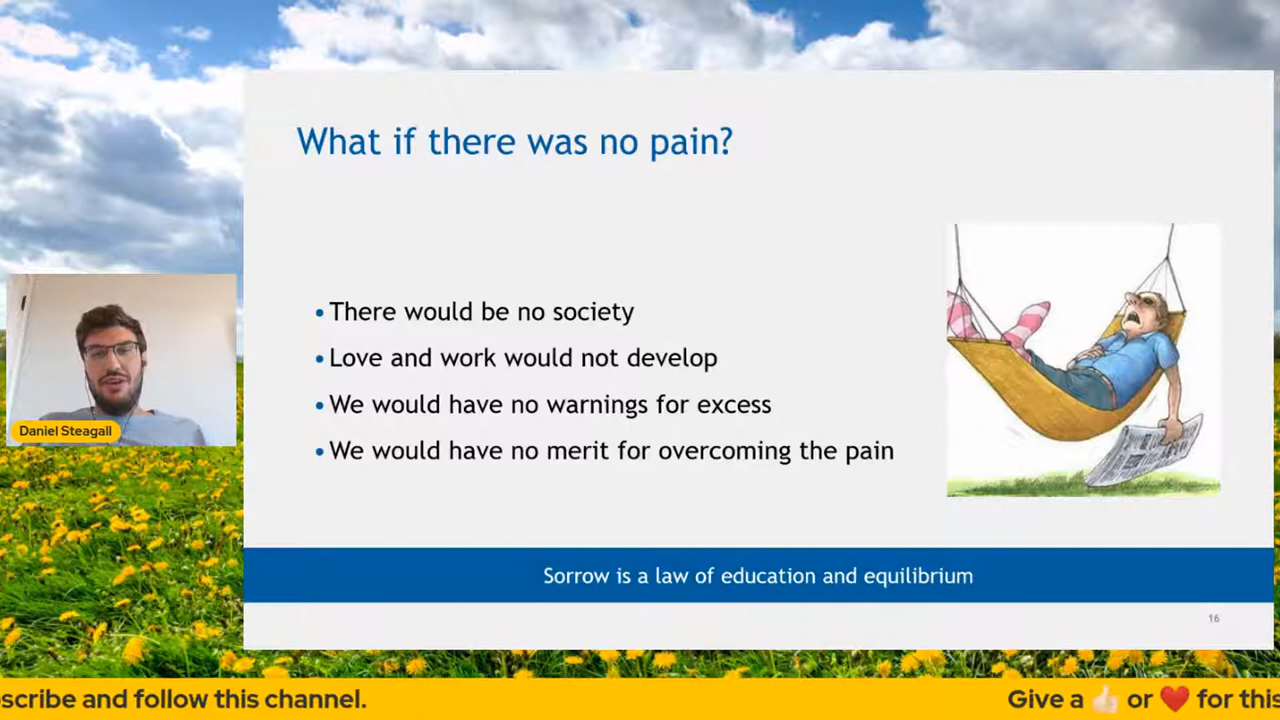 What if there was no pain?
• There would be no society
• Love and work would not develop
• We would have no warnings for excess
• We would have no merit for overcoming the pain
Daniel Steagall
Sorrow is a law of education and equilibrium
16
scribe and follow this channel.
Give a 👍🏻 or ❤️ for this